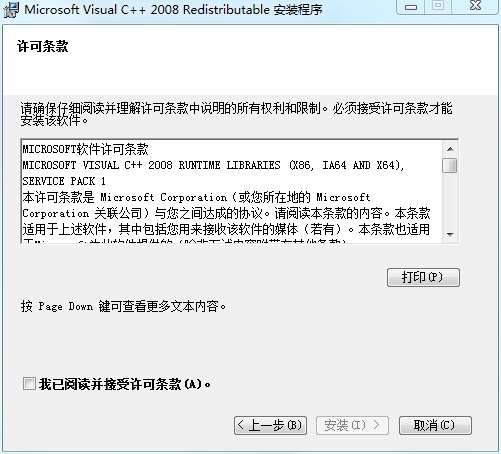 Microsoft Visual C++ 2008 Redistributable 安装程序
许可条款
请确保仔细阅读并理解许可条款中说明的所有权利和限制。必须接受许可条款才能
安装该软件。
MICROSOFT软件许可条款
MICROSOFT VISUAL C++ 2008 RUNTIME LIBRARIES (X86, IA64 AND X64),
SERVICE PACK 1
本许可条款是 Microsoft Corporation（或您所在地的 Microsoft
Corporation 关联公司）与您之间达成的协议。请阅读本条款的内容。本条款
适用于上述软件，其中包括您用来接收该软件的媒体（若有）。本条款也适用
打印(P)
按 Page Down 键可查看更多文本内容。
我已阅读并接受许可条款(A)。
< 上一步(B)
安装(I) >
取消(C)